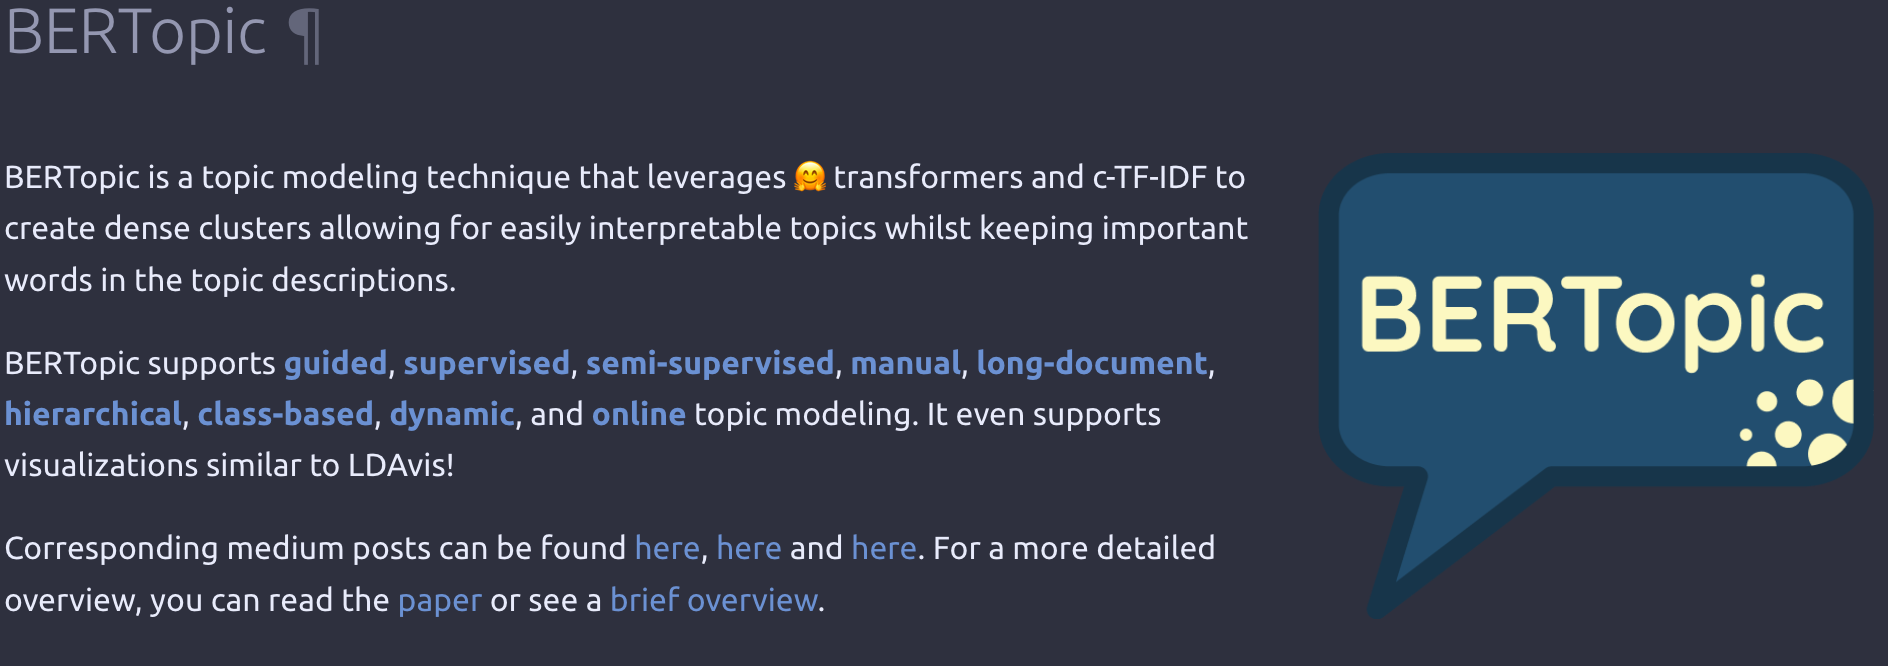 BERTopic ¶
BERTopic is a topic modeling technique that leverages 🤗 transformers and c-TF-IDF to
create dense clusters allowing for easily interpretable topics whilst keeping important
words in the topic descriptions.
BERTopic supports guided, supervised, semi-supervised, manual, long-document,
hierarchical, class-based, dynamic, and online topic modeling. It even supports
visualizations similar to LDAvis!
Corresponding medium posts can be found here, here and here. For a more detailed
overview, you can read the paper or see a brief overview.
BERTopic